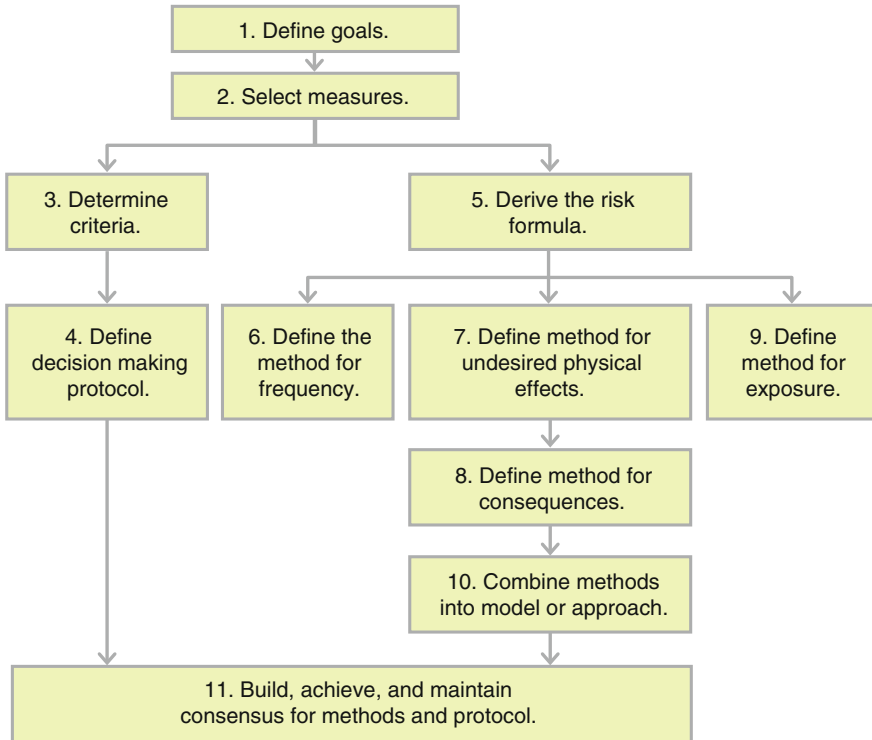 1. Define goals.
2. Select measures.
3. Determine
criteria.
5. Derive the risk
formula.
4. Define
decision making
protocol.
6. Define the
method for
frequency.
7. Define method for
undesired physical
effects.
9. Define
method for
exposure.
8. Define method for
consequences.
10. Combine methods
into model or approach.
11. Build, achieve, and maintain
consensus for methods and protocol.